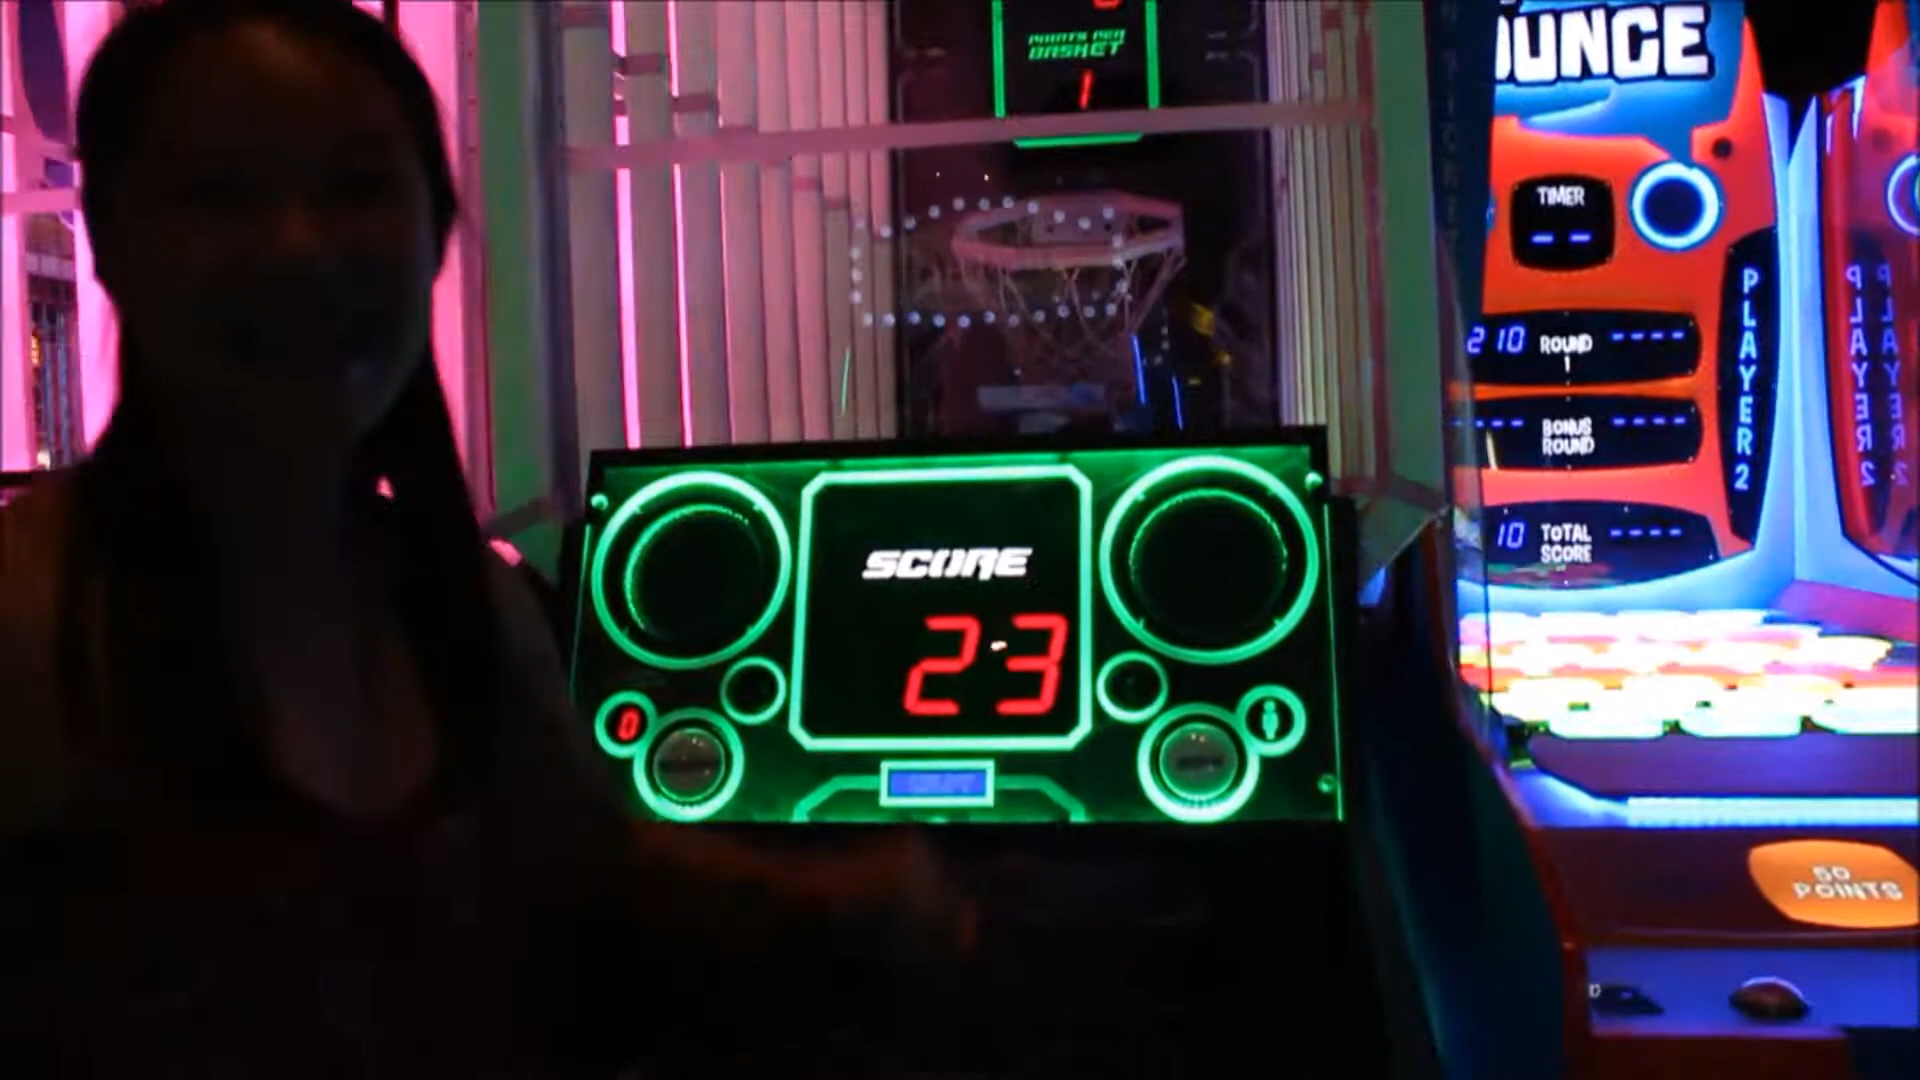 POINTS PER
BASKET
1
OUNCE
TIMER
-- 
210 ROUND ----
1
---- BONUS ----
ROUND
10 TOTAL ----
SCORE
PLAYER 2
PLAYER 2
SCORE
23
0
50
POINTS